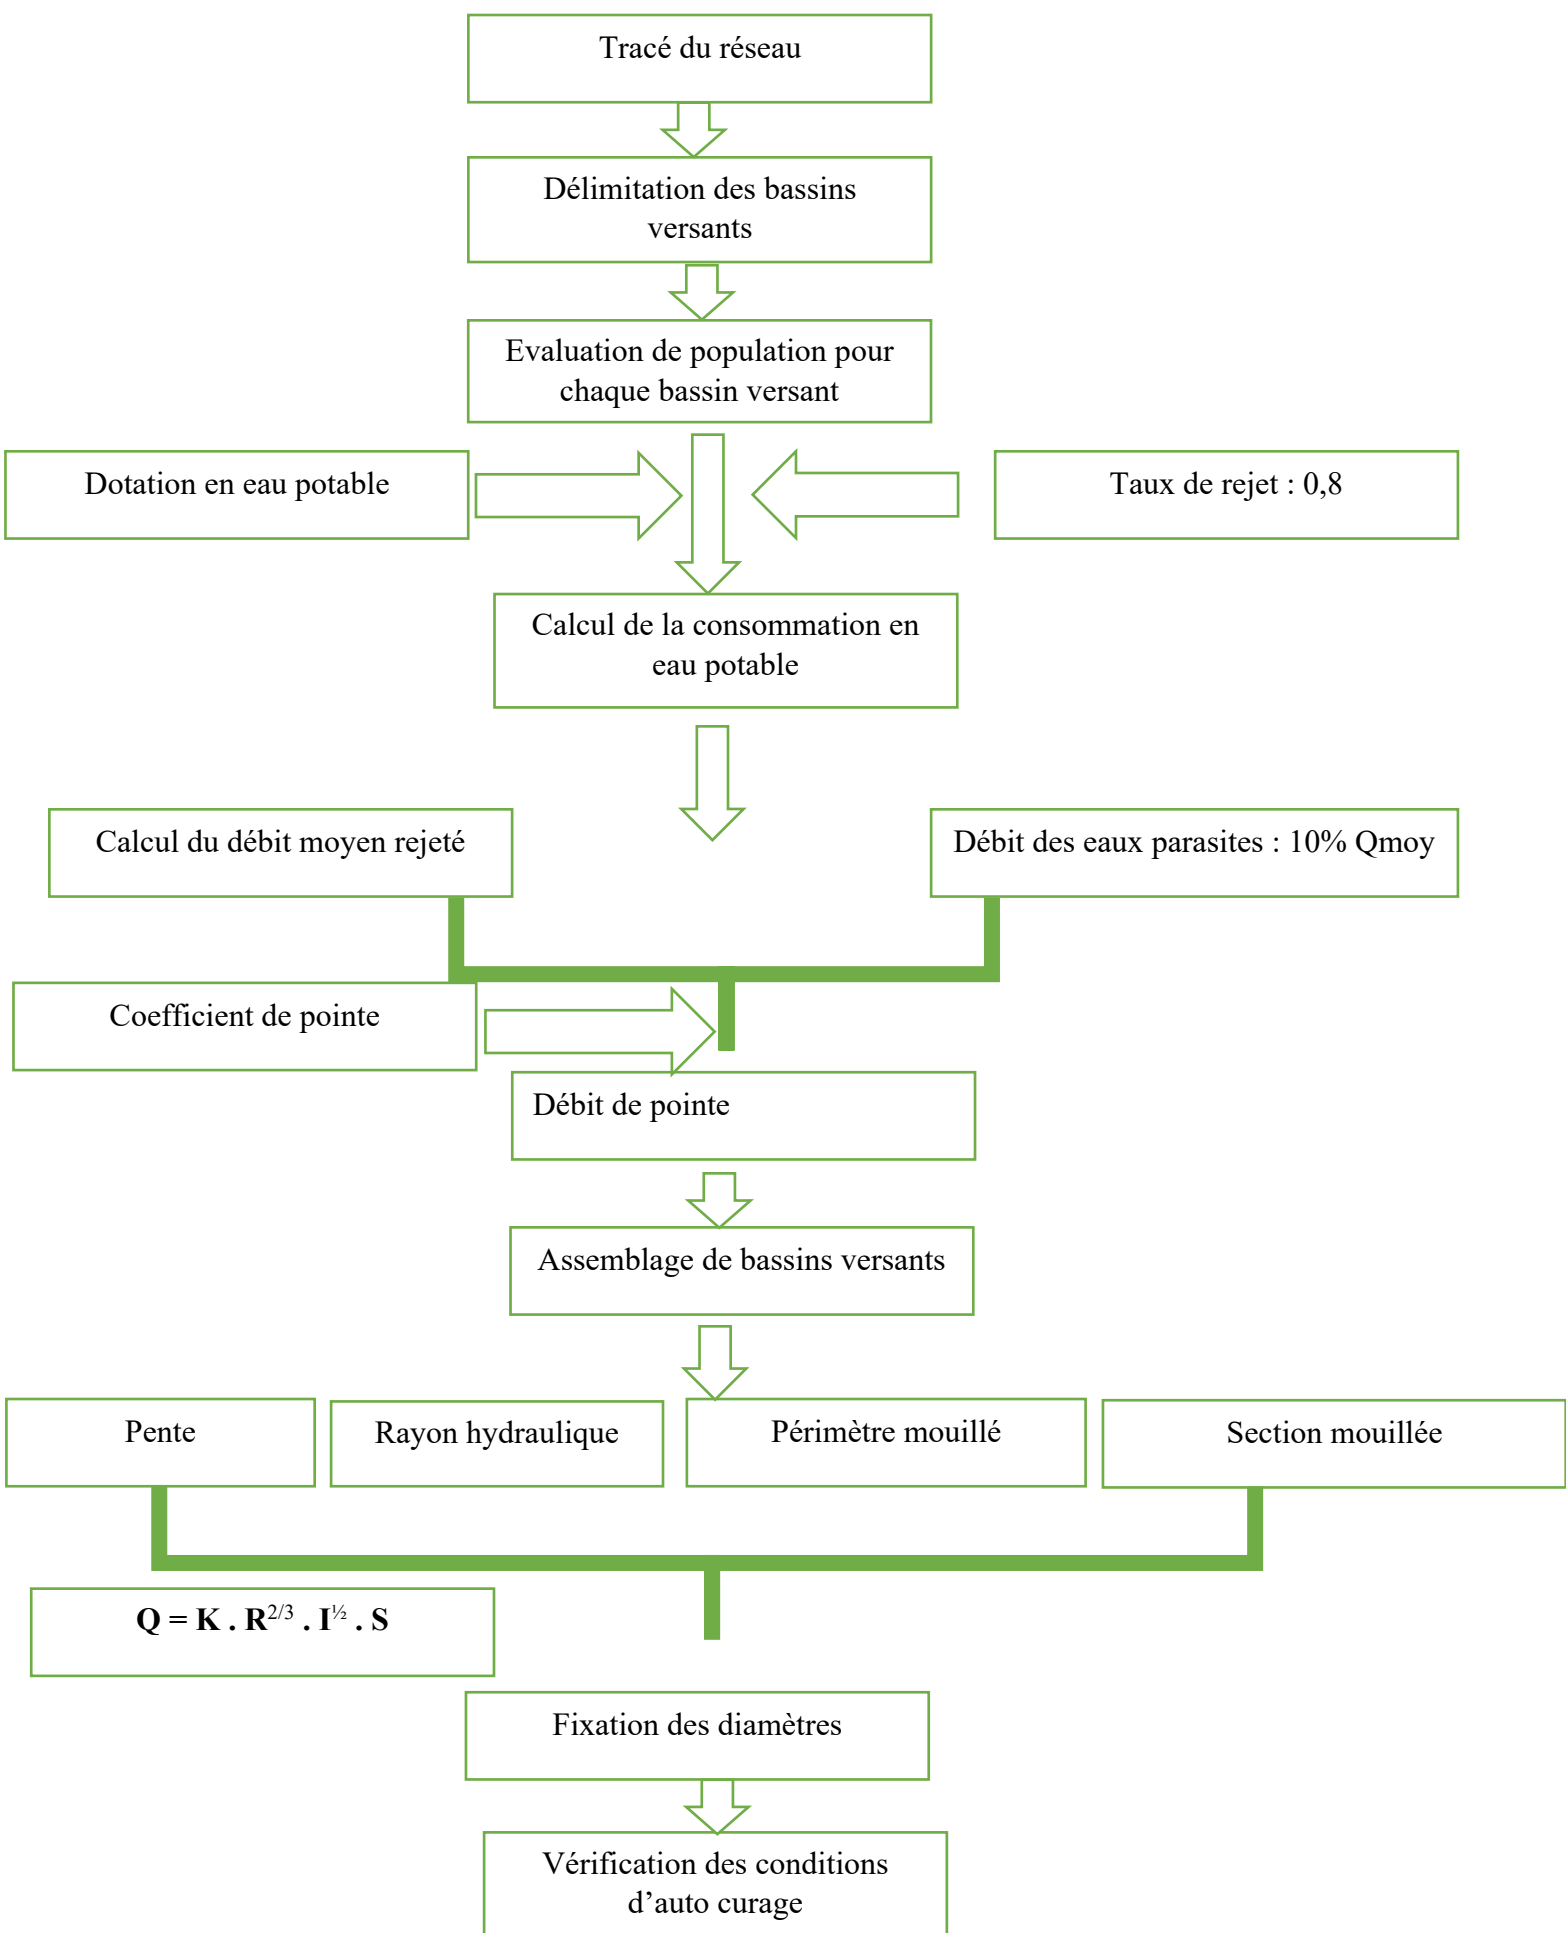 Tracé du réseau
Délimitation des bassins
versants
Evaluation de population pour
chaque bassin versant
Dotation en eau potable
Taux de rejet : 0,8
Calcul de la consommation en
eau potable
Calcul du débit moyen rejeté
Débit des eaux parasites : 10% Qmoy
Coefficient de pointe
Débit de pointe
Assemblage de bassins versants
Pente
Rayon hydraulique
Périmètre mouillé
Section mouillée
Q = K . R^{2/3} . I^{½} . S
Fixation des diamètres
Vérification des conditions
d’auto curage